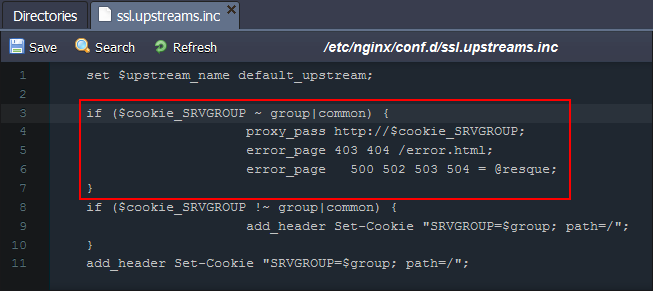 Directories ssl.upstreams.inc
Save Search Refresh /etc/nginx/conf.d/ssl.upstreams.inc
1 set $upstream_name default_upstream;
2
3 if ($cookie_SRVGROUP ~ group|common) {
4 proxy_pass http://$cookie_SRVGROUP;
5 error_page 403 404 /error.html;
6 error_page 500 502 503 504 = @resque;
7 }
8 if ($cookie_SRVGROUP !~ group|common) {
9 add_header Set-Cookie "SRVGROUP=$group; path=/";
10 }
11 add_header Set-Cookie "SRVGROUP=$group; path=/";